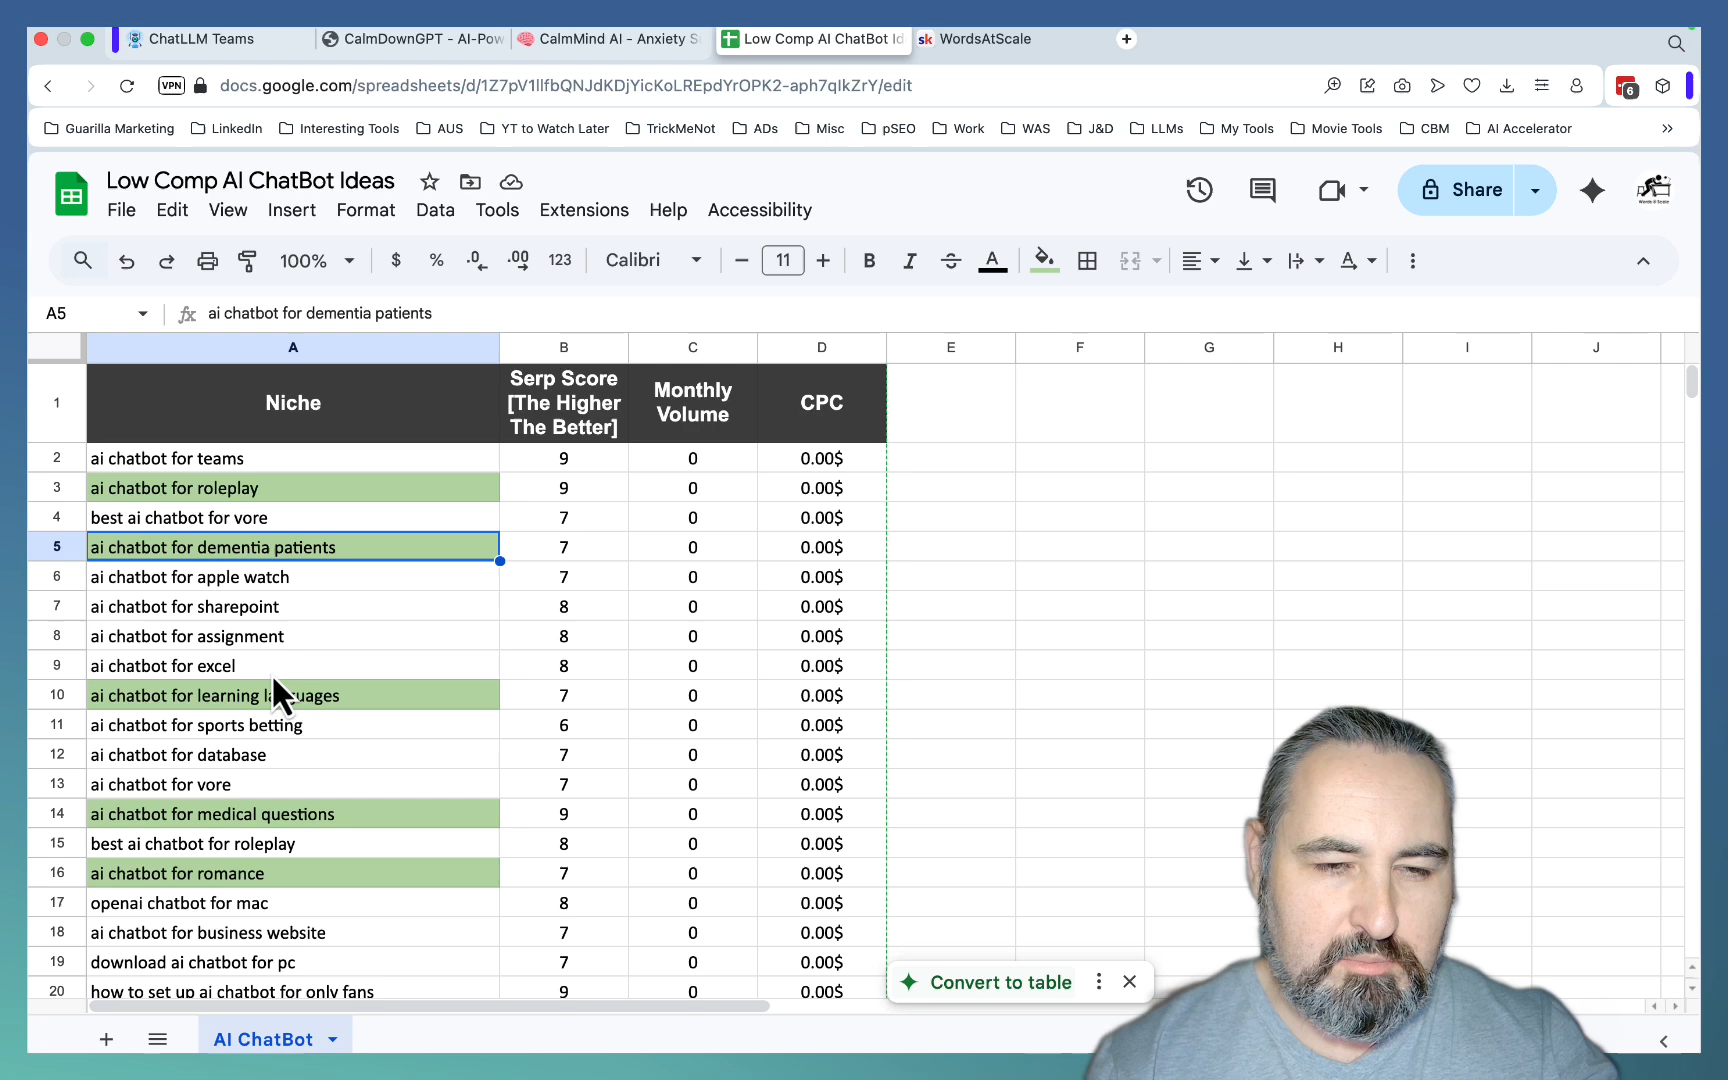 ChatLLM Teams
CalmDownGPT - AI-Pow
CalmMind AI - Anxiety S
Low Comp AI ChatBot Id
sk WordsAtScale
VPN docs.google.com/spreadsheets/d/1Z7pV1llfbQNJdKDjYicKoLREpdYrOPK2-aph7qIkZrY/edit
6
Guarilla Marketing LinkedIn Interesting Tools AUS YT to Watch Later TrickMeNot ADs Misc pSEO Work WAS J&D LLMs My Tools Movie Tools CBM AI Accelerator
Low Comp AI ChatBot Ideas
File Edit View Insert Format Data Tools Extensions Help Accessibility
Share
100% $ % .0 .00 123 Calibri 11 B I A
A5 fx ai chatbot for dementia patients
A B C D E F G H I J
1 Niche Serp Score [The Higher The Better] Monthly Volume CPC
2 ai chatbot for teams 9 0 0.00$
3 ai chatbot for roleplay 9 0 0.00$
4 best ai chatbot for vore 7 0 0.00$
5 ai chatbot for dementia patients 7 0 0.00$
6 ai chatbot for apple watch 7 0 0.00$
7 ai chatbot for sharepoint 8 0 0.00$
8 ai chatbot for assignment 8 0 0.00$
9 ai chatbot for excel 8 0 0.00$
10 ai chatbot for learning languages 7 0 0.00$
11 ai chatbot for sports betting 6 0 0.00$
12 ai chatbot for database 7 0 0.00$
13 ai chatbot for vore 7 0 0.00$
14 ai chatbot for medical questions 9 0 0.00$
15 best ai chatbot for roleplay 8 0 0.00$
16 ai chatbot for romance 7 0 0.00$
17 openai chatbot for mac 8 0 0.00$
18 ai chatbot for business website 7 0 0.00$
19 download ai chatbot for pc 7 0 0.00$
20 how to set up ai chatbot for only fans 9 0 0.00$
Convert to table
AI ChatBot